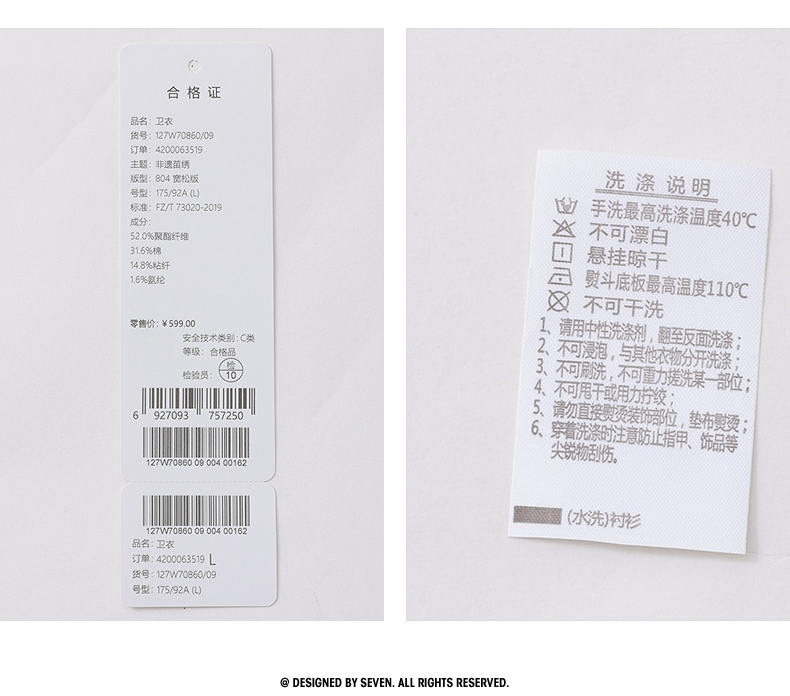 合格证
品名: 卫衣
货号: 127W70860/09
订单: 4200063519
主题: 非遗苗绣
版型: 804 宽松版
号型: 175/92A (L)
标准: FZ/T 73020-2019
成分:
52.0%聚酯纤维
31.6%棉
14.8%粘纤
1.6%氨纶
零售价: ¥599.00
安全技术类别: C类
等级: 合格品
检验员: 检 10
6 927093 757250
127W70860 09 004 00162
127W70860 09 004 00162
品名: 卫衣
订单: 4200063519 L
货号: 127W70860/09
号型: 175/92A (L)
洗涤说明
手洗最高洗涤温度40℃
不可漂白
悬挂晾干
熨斗底板最高温度110℃
不可干洗
1、请用中性洗涤剂，翻至反面洗涤；
2、不可浸泡，与其他衣物分开洗涤；
3、不可刷洗，不可重力搓洗某一部位；
4、不可甩干或用力拧绞；
5、请勿直接熨烫装饰部位，垫布熨烫；
6、穿着洗涤时注意防止指甲、饰品等
尖锐物刮伤。
(水洗)衬衫
@ DESIGNED BY SEVEN. ALL RIGHTS RESERVED.